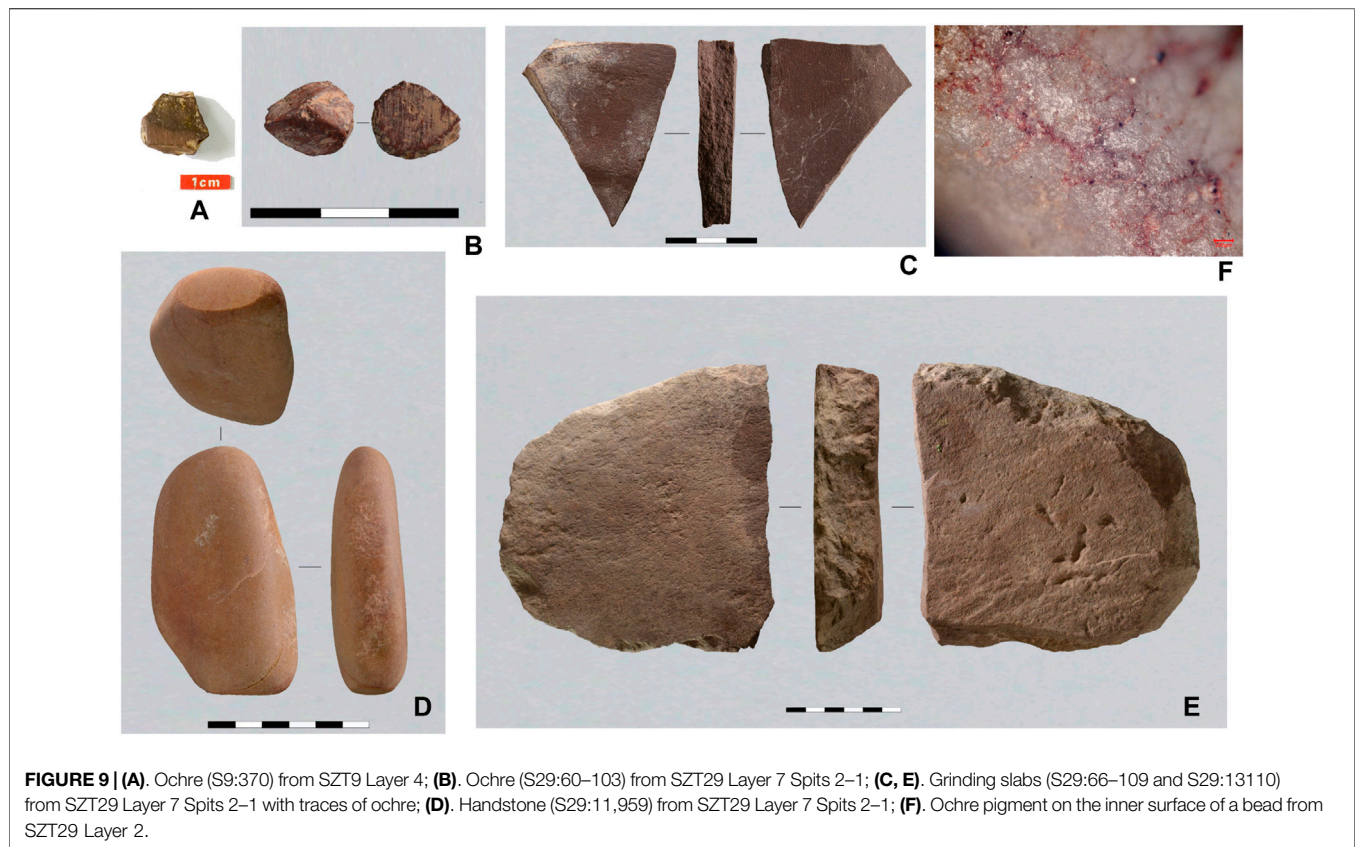 1cm
A
B
C
F
D
E
FIGURE 9 | (A). Ochre (S9:370) from SZT9 Layer 4; (B). Ochre (S29:60–103) from SZT29 Layer 7 Spits 2–1; (C, E). Grinding slabs (S29:66–109 and S29:13110)
from SZT29 Layer 7 Spits 2–1 with traces of ochre; (D). Handstone (S29:11,959) from SZT29 Layer 7 Spits 2–1; (F). Ochre pigment on the inner surface of a bead from
SZT29 Layer 2.